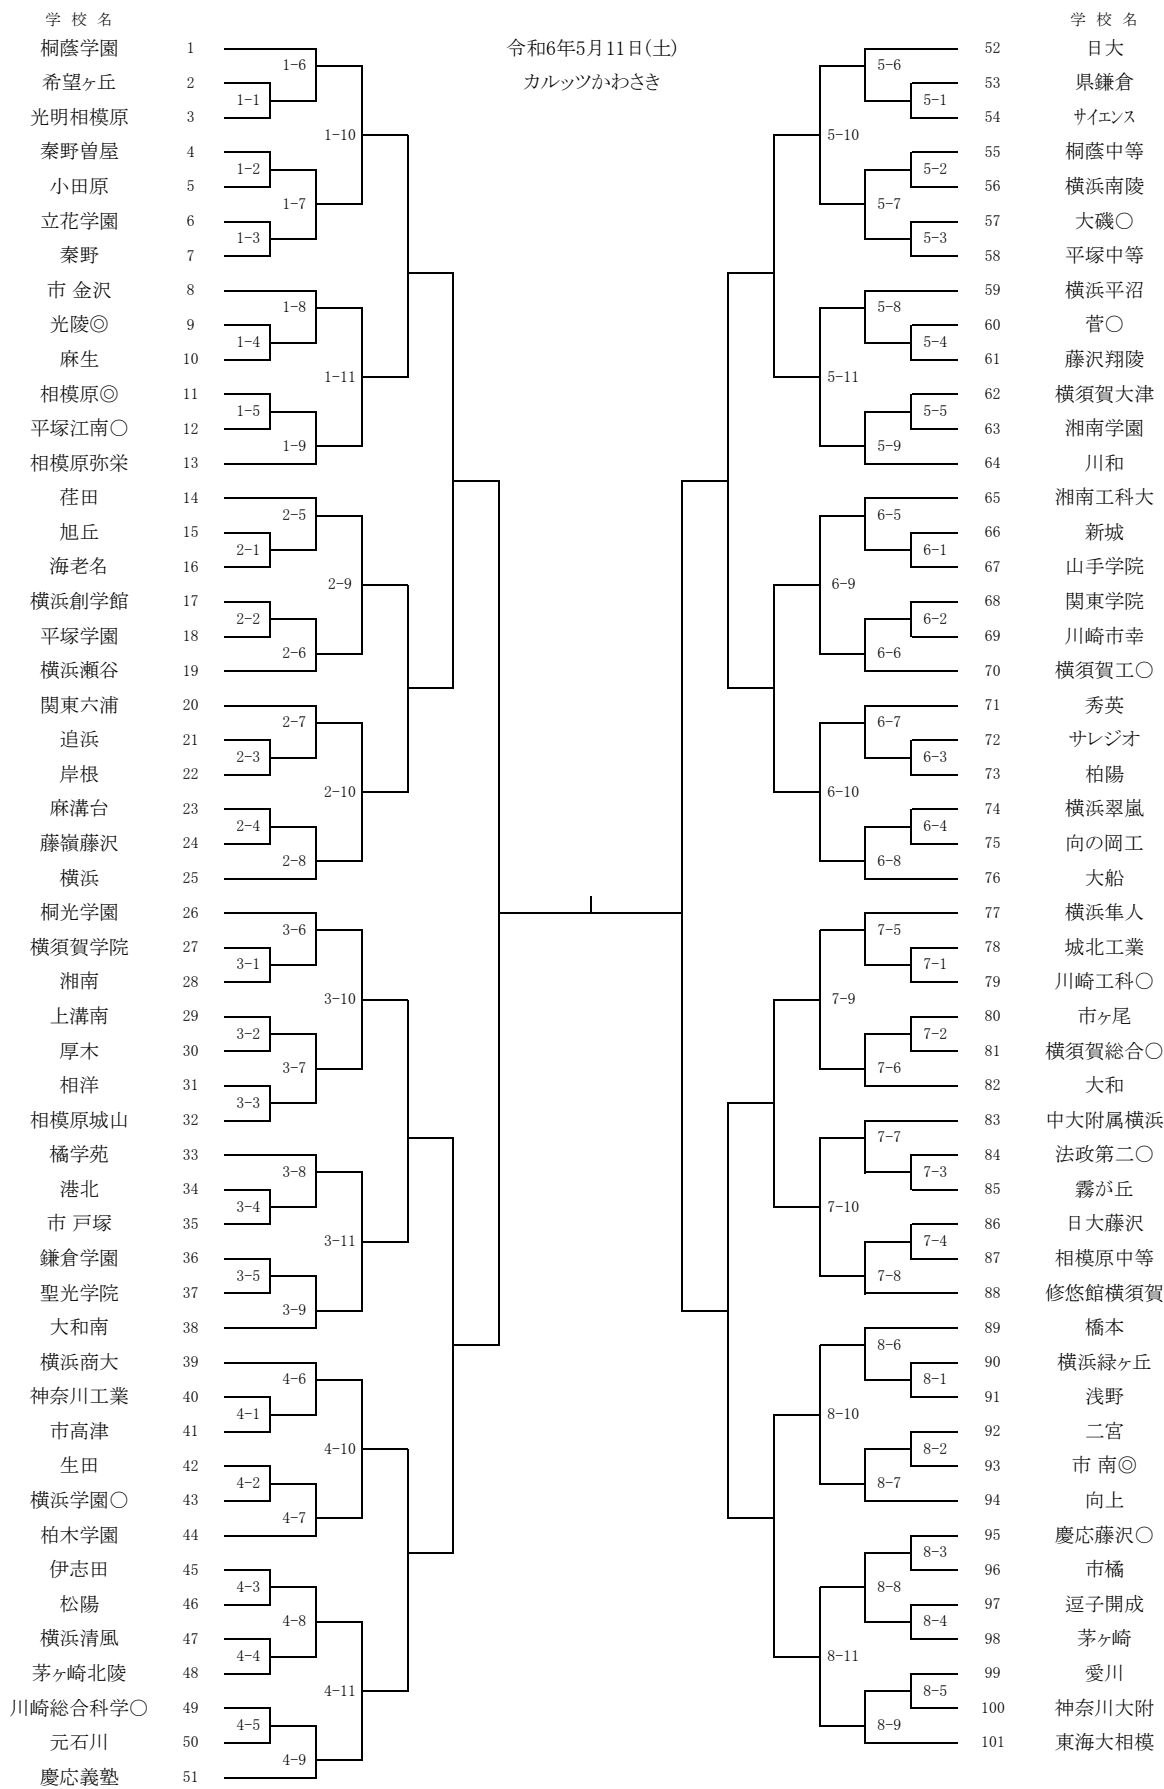 学 校 名
令和6年5月11日(土)
カルッツかわさき
桐蔭学園 1
希望ヶ丘 2
光明相模原 3
秦野曽屋 4
小田原 5
立花学園 6
秦野 7
市 金沢 8
光陵◎ 9
麻生 10
相模原◎ 11
平塚江南○ 12
相模原弥栄 13
荏田 14
旭丘 15
海老名 16
横浜創学館 17
平塚学園 18
横浜瀬谷 19
関東六浦 20
追浜 21
岸根 22
麻溝台 23
藤嶺藤沢 24
横浜 25
桐光学園 26
横須賀学院 27
湘南 28
上溝南 29
厚木 30
相洋 31
相模原城山 32
橘学苑 33
港北 34
市 戸塚 35
鎌倉学園 36
聖光学院 37
大和南 38
横浜商大 39
神奈川工業 40
市高津 41
生田 42
横浜学園○ 43
柏木学園 44
伊志田 45
松陽 46
横浜清風 47
茅ヶ崎北陵 48
川崎総合科学○ 49
元石川 50
慶応義塾 51
1-6
1-1
1-10
1-2
1-7
1-3
1-8
1-4
1-11
1-5
1-9
2-5
2-1
2-9
2-2
2-6
2-7
2-3
2-10
2-4
2-8
3-6
3-1
3-10
3-2
3-7
3-3
3-8
3-4
3-11
3-5
3-9
4-6
4-1
4-10
4-2
4-7
4-3
4-8
4-4
4-11
4-5
4-9
学 校 名
52 日大
53 県鎌倉
54 サイエンス
55 桐蔭中等
56 横浜南陵
57 大磯○
58 平塚中等
59 横浜平沼
60 菅○
61 藤沢翔陵
62 横須賀大津
63 湘南学園
64 川和
65 湘南工科大
66 新城
67 山手学院
68 関東学院
69 川崎市幸
70 横須賀工○
71 秀英
72 サレジオ
73 柏陽
74 横浜翠嵐
75 向の岡工
76 大船
77 横浜隼人
78 城北工業
79 川崎工科○
80 市ヶ尾
81 横須賀総合○
82 大和
83 中大附属横浜
84 法政第二○
85 霧が丘
86 日大藤沢
87 相模原中等
88 修悠館横須賀
89 橋本
90 横浜緑ヶ丘
91 浅野
92 二宮
93 市 南◎
94 向上
95 慶応藤沢○
96 市橘
97 逗子開成
98 茅ヶ崎
99 愛川
100 神奈川大附
101 東海大相模
5-6
5-1
5-10
5-2
5-7
5-3
5-8
5-4
5-11
5-5
5-9
6-5
6-1
6-9
6-2
6-6
6-7
6-3
6-10
6-4
6-8
7-5
7-1
7-9
7-2
7-6
7-7
7-3
7-10
7-4
7-8
8-6
8-1
8-10
8-2
8-7
8-3
8-8
8-4
8-11
8-5
8-9